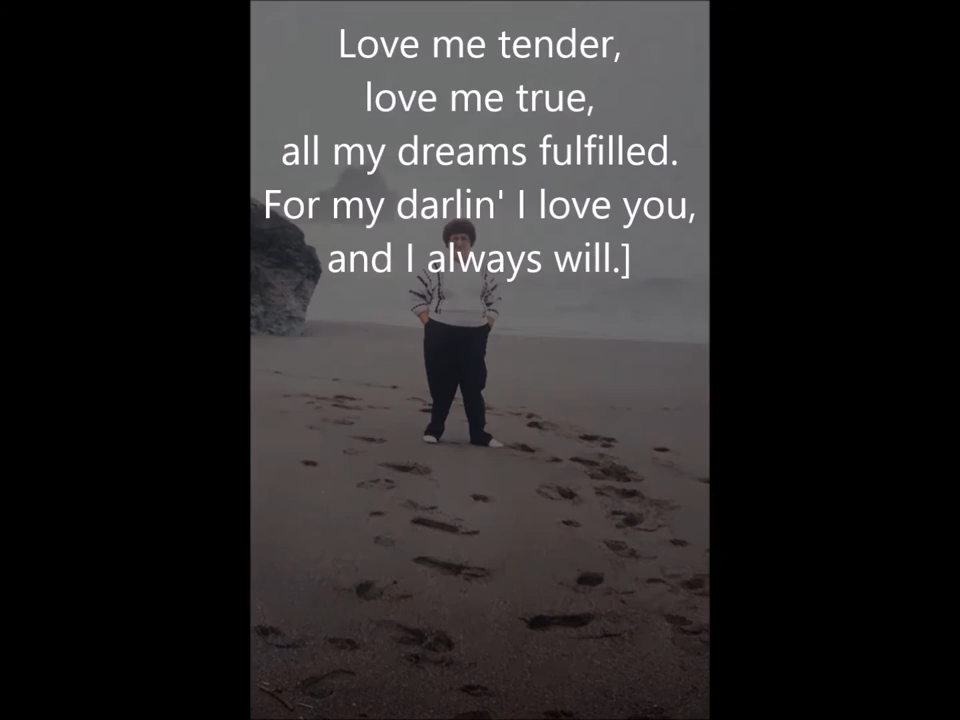 Love me tender,
love me true,
all my dreams fulfilled.
For my darlin' I love you,
and I always will.]